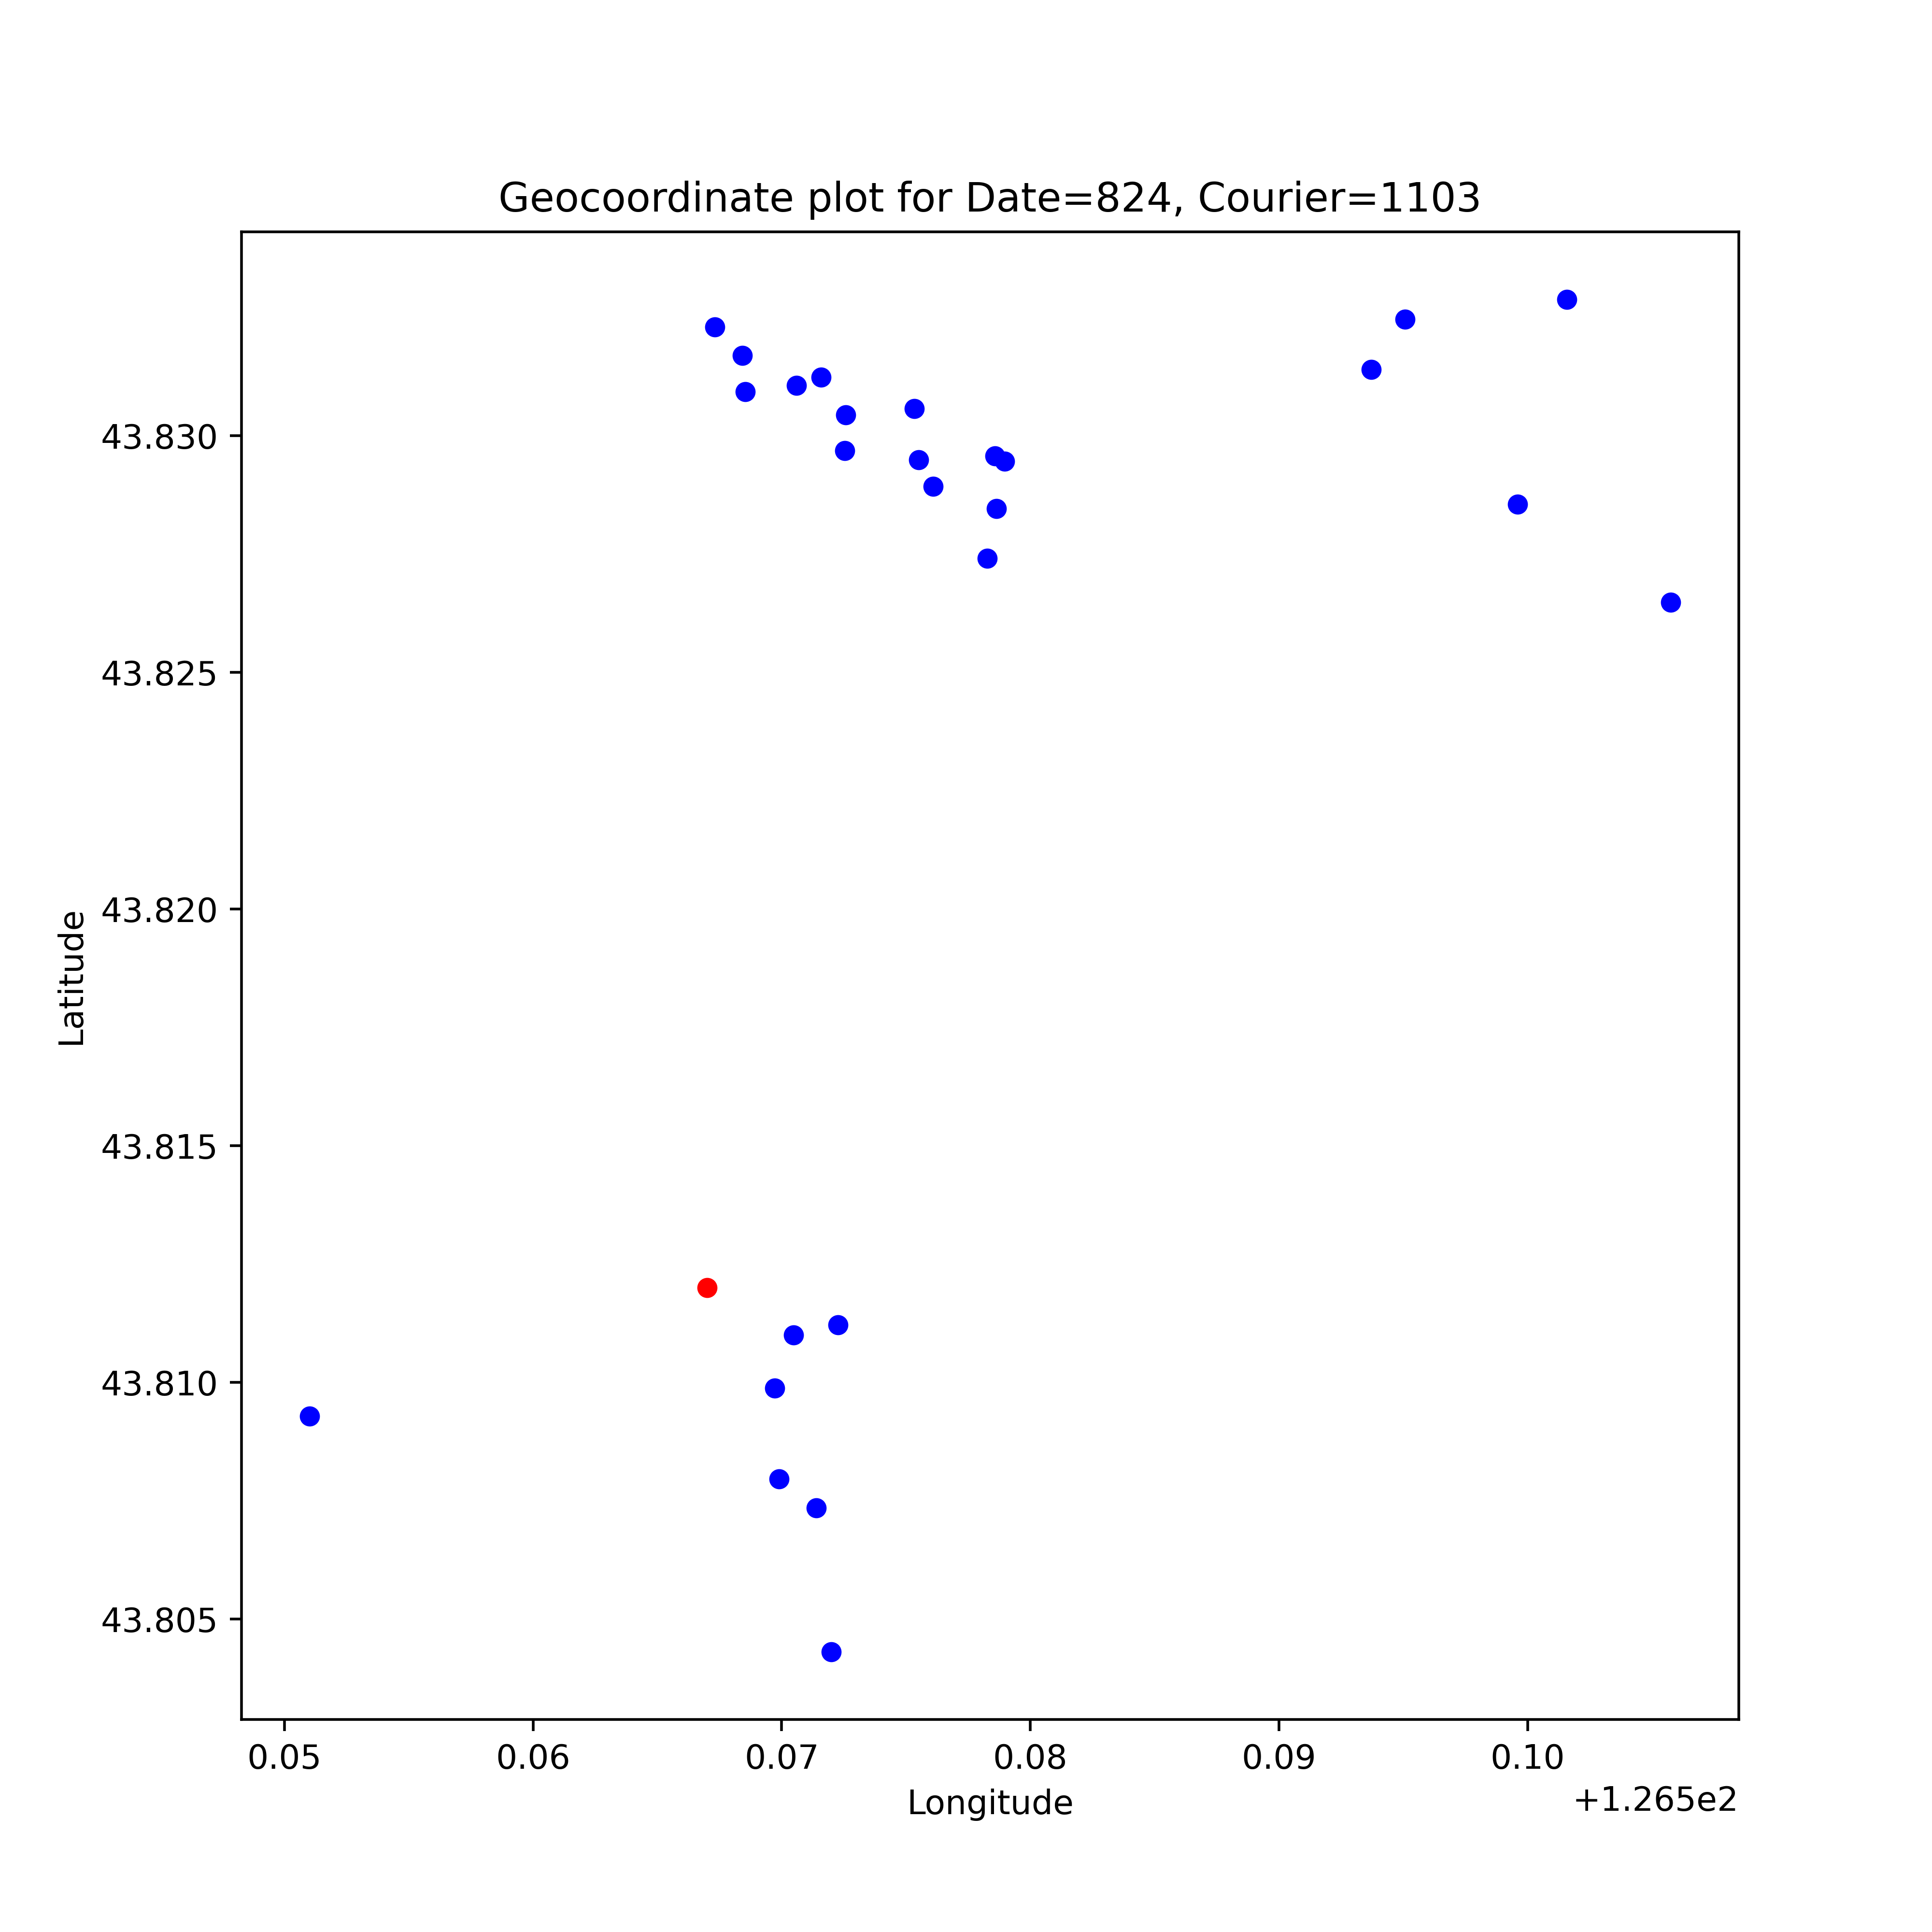 Geocoordinate plot for Date=824, Courier=1103
43.830
43.825
43.820
43.815
43.810
43.805
Latitude
0.05 0.06 0.07 0.08 0.09 0.10
Longitude
+1.265e2